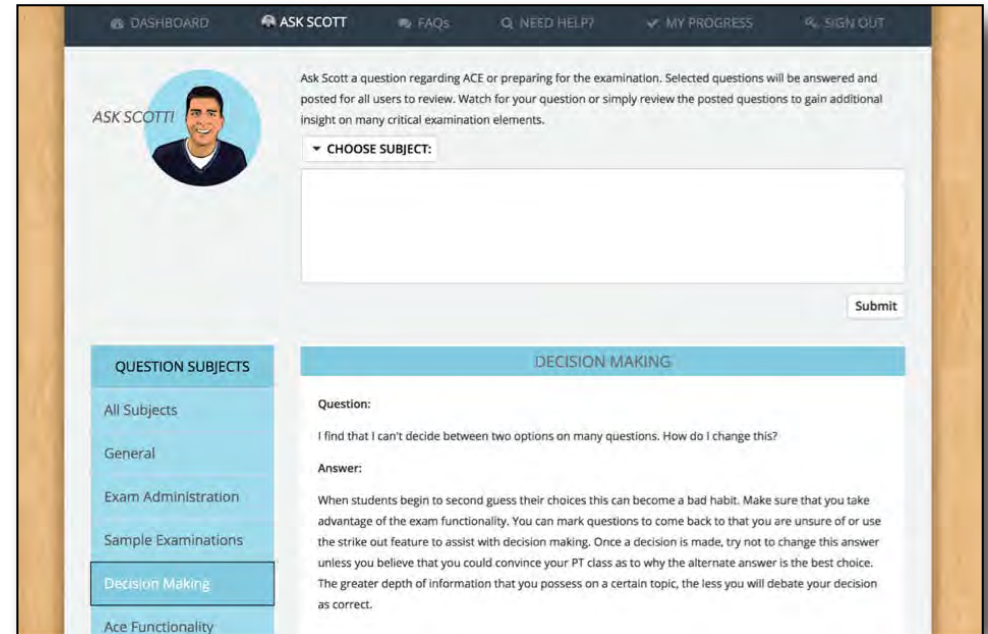 DASHBOARD ASK SCOTT FAQs NEED HELP? MY PROGRESS SIGN OUT
ASK SCOTT!
Ask Scott a question regarding ACE or preparing for the examination. Selected questions will be answered and
posted for all users to review. Watch for your question or simply review the posted questions to gain additional
insight on many critical examination elements.
CHOOSE SUBJECT:
Submit
QUESTION SUBJECTS
All Subjects
General
Exam Administration
Sample Examinations
Decision Making
Ace Functionality
DECISION MAKING
Question:
I find that I can't decide between two options on many questions. How do I change this?
Answer:
When students begin to second guess their choices this can become a bad habit. Make sure that you take
advantage of the exam functionality. You can mark questions to come back to that you are unsure of or use
the strike out feature to assist with decision making. Once a decision is made, try not to change this answer
unless you believe that you could convince your PT class as to why the alternate answer is the best choice.
The greater depth of information that you possess on a certain topic, the less you will debate your decision
as correct.